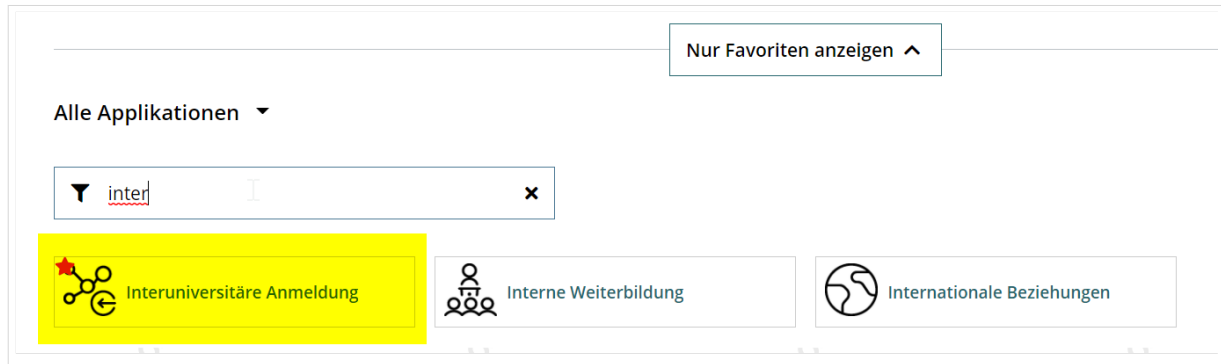 Nur Favoriten anzeigen
Alle Applikationen
inter
Interuniversitäre Anmeldung
Interne Weiterbildung
Internationale Beziehungen